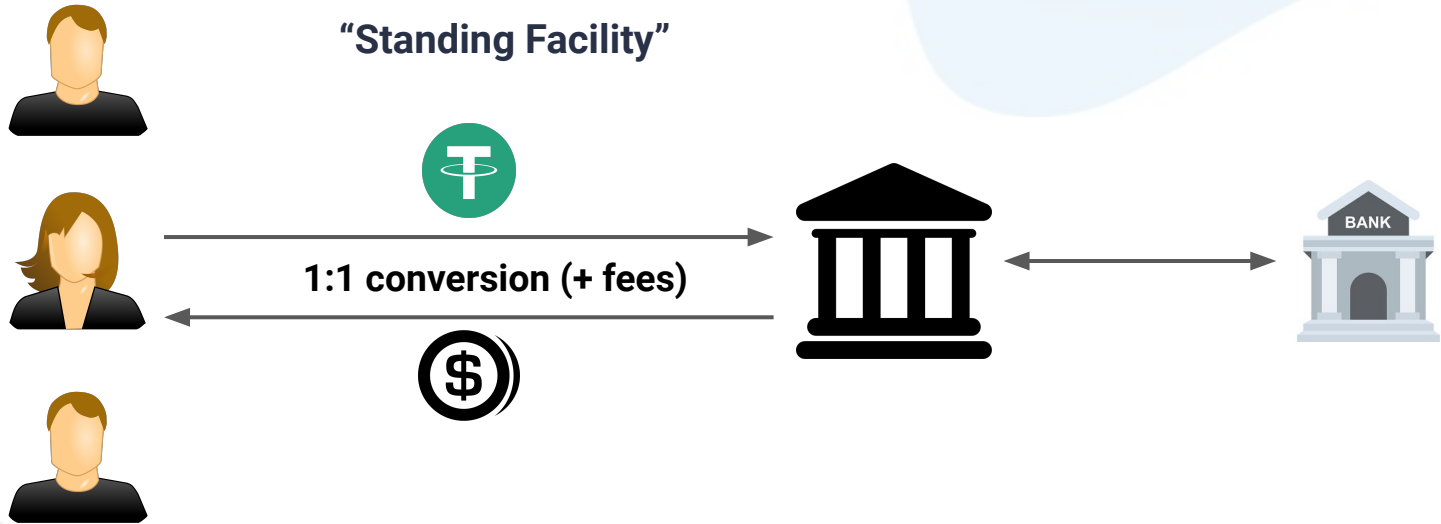 “Standing Facility”
BANK
1:1 conversion (+ fees)